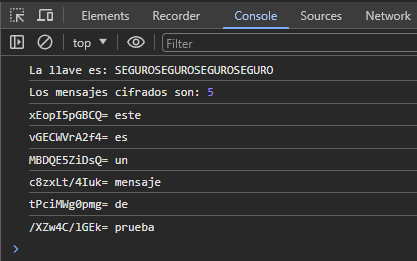 Elements Recorder Console Sources Network
top Filter
La llave es: SEGUROSEGUROSEGUROSEGURO
Los mensajes cifrados son: 5
xEopI5pGBCQ= este
vGECWVrA2f4= es
MBDQE5ZiDsQ= un
c8zxLt/4Iuk= mensaje
tPciMWg0pmg= de
/XZw4C/lGEk= prueba